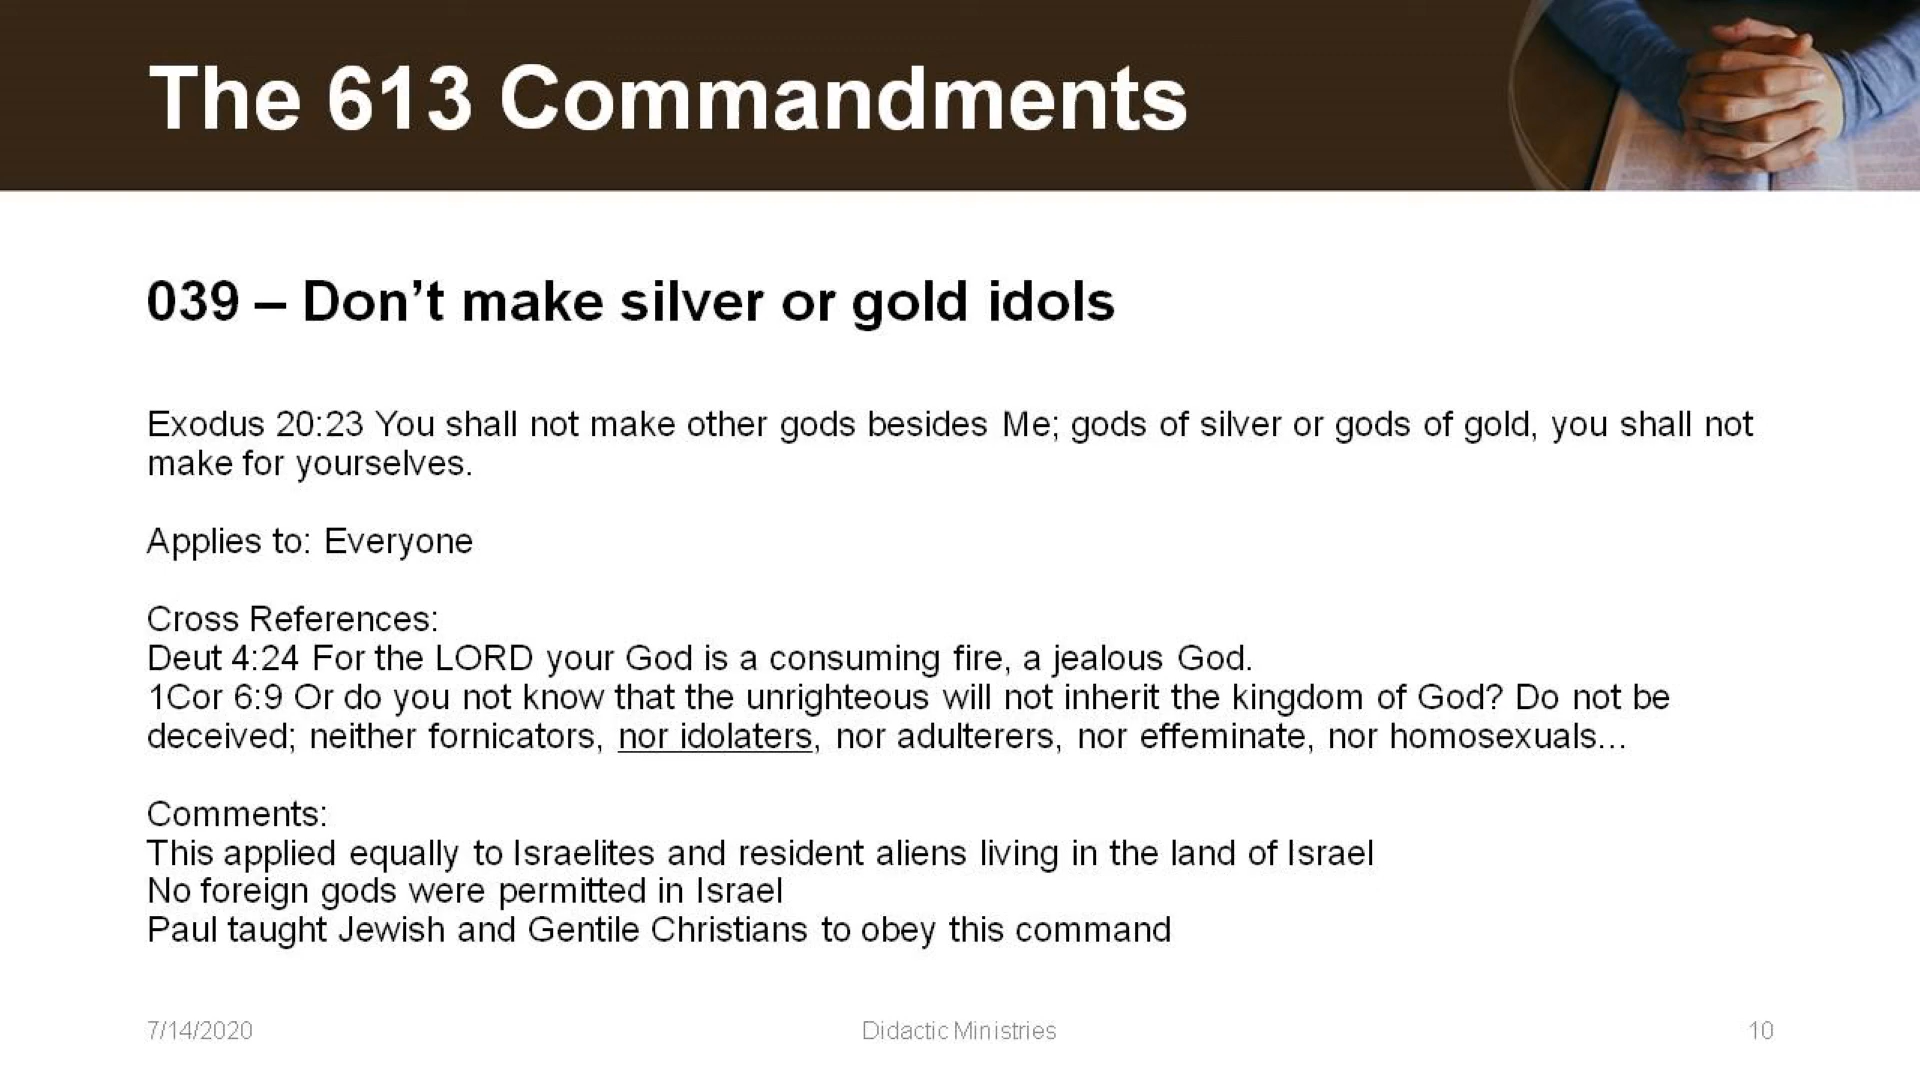 The 613 Commandments
039 – Don’t make silver or gold idols
Exodus 20:23 You shall not make other gods besides Me; gods of silver or gods of gold, you shall not
make for yourselves.
Applies to: Everyone
Cross References:
Deut 4:24 For the LORD your God is a consuming fire, a jealous God.
1Cor 6:9 Or do you not know that the unrighteous will not inherit the kingdom of God? Do not be
deceived; neither fornicators, nor idolaters, nor adulterers, nor effeminate, nor homosexuals...
Comments:
This applied equally to Israelites and resident aliens living in the land of Israel
No foreign gods were permitted in Israel
Paul taught Jewish and Gentile Christians to obey this command
7/14/2020 Didactic Ministries 10